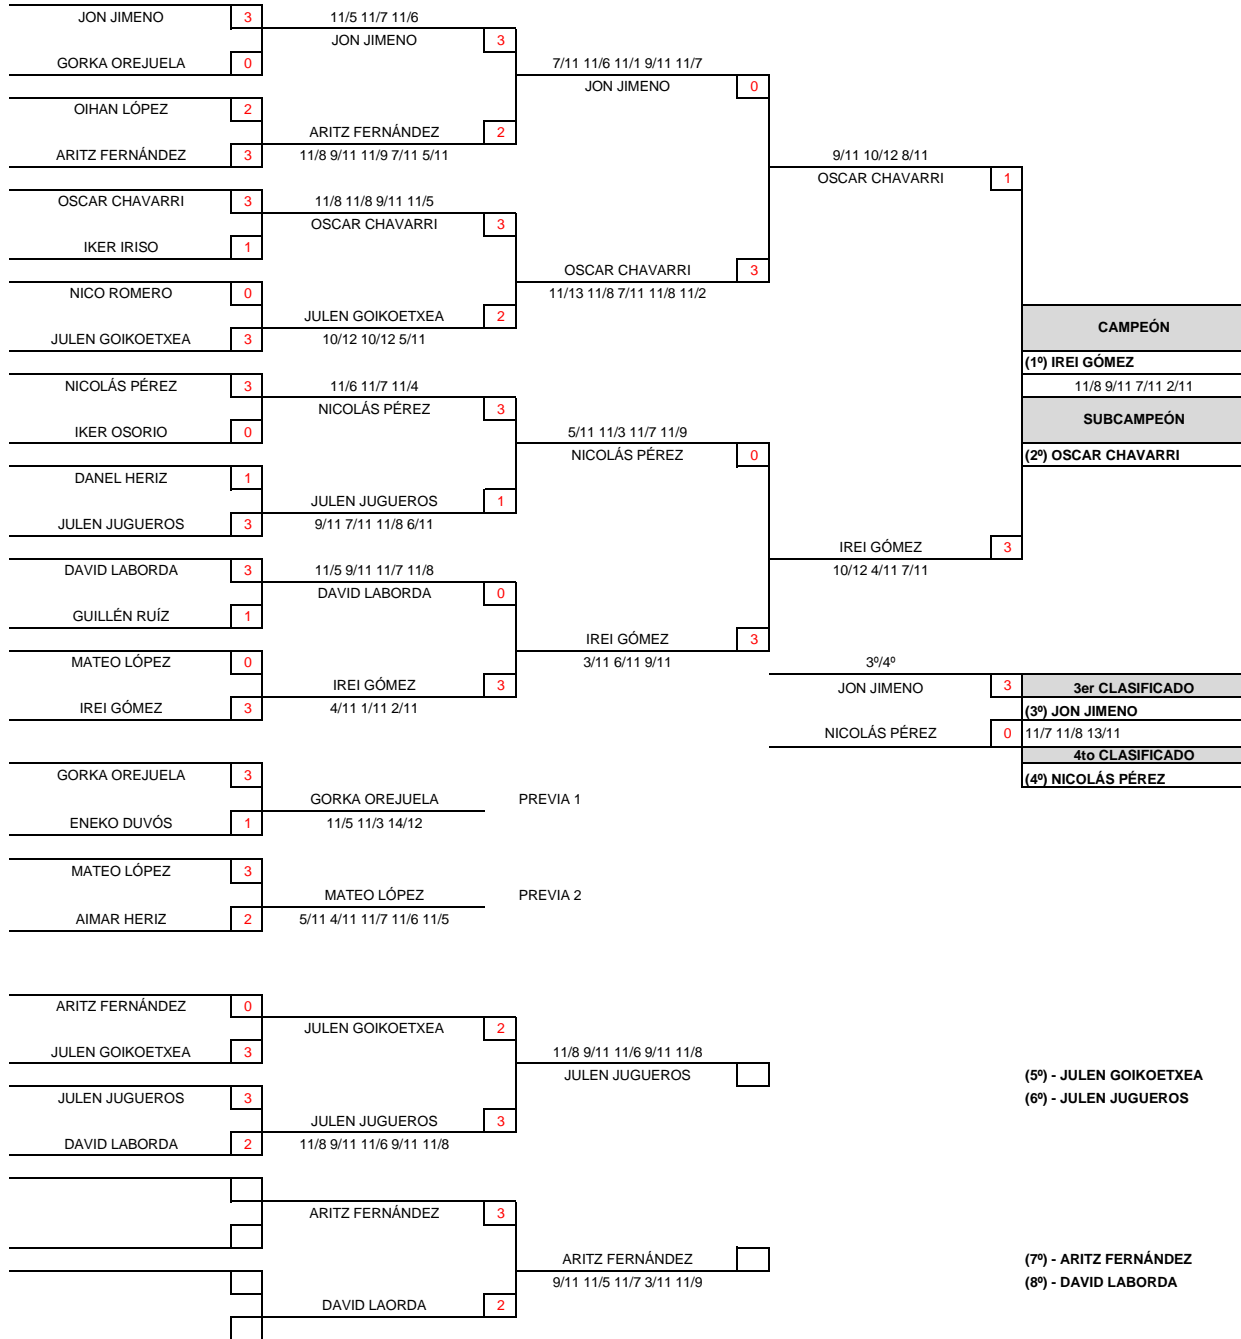 JON JIMENO 3 11/5 11/7 11/6
JON JIMENO 3
GORKA OREJUELA 0 7/11 11/6 11/1 9/11 11/7
JON JIMENO 0
OIHAN LÓPEZ 2
ARITZ FERNÁNDEZ 2
ARITZ FERNÁNDEZ 3 11/8 9/11 11/9 7/11 5/11 9/11 10/12 8/11
OSCAR CHAVARRI 1
OSCAR CHAVARRI 3 11/8 11/8 9/11 11/5
OSCAR CHAVARRI 3
IKER IRISO 1
OSCAR CHAVARRI 3
NICO ROMERO 0 11/13 11/8 7/11 11/8 11/2
JULEN GOIKOETXEA 2
CAMPEÓN
JULEN GOIKOETXEA 3 10/12 10/12 5/11
(1º) IREI GÓMEZ
NICOLÁS PÉREZ 3 11/6 11/7 11/4 11/8 9/11 7/11 2/11
NICOLÁS PÉREZ 3
SUBCAMPEÓN
IKER OSORIO 0 5/11 11/3 11/7 11/9
NICOLÁS PÉREZ 0 (2º) OSCAR CHAVARRI
DANEL HERIZ 1
JULEN JUGUEROS 1
JULEN JUGUEROS 3 9/11 7/11 11/8 6/11
IREI GÓMEZ 3
DAVID LABORDA 3 11/5 9/11 11/7 11/8 10/12 4/11 7/11
DAVID LABORDA 0
GUILLÉN RUÍZ 1
IREI GÓMEZ 3
MATEO LÓPEZ 0 3/11 6/11 9/11 3º/4º
IREI GÓMEZ 3 JON JIMENO 3 3er CLASIFICADO
IREI GÓMEZ 3 4/11 1/11 2/11 (3º) JON JIMENO
NICOLÁS PÉREZ 0 11/7 11/8 13/11
4to CLASIFICADO
GORKA OREJUELA 3 (4º) NICOLÁS PÉREZ
GORKA OREJUELA PREVIA 1
ENEKO DUVÓS 1 11/5 11/3 14/12
MATEO LÓPEZ 3
MATEO LÓPEZ PREVIA 2
AIMAR HERIZ 2 5/11 4/11 11/7 11/6 11/5
ARITZ FERNÁNDEZ 0
JULEN GOIKOETXEA 2
JULEN GOIKOETXEA 3 11/8 9/11 11/6 9/11 11/8
JULEN JUGUEROS (5º) - JULEN GOIKOETXEA
JULEN JUGUEROS 3 (6º) - JULEN JUGUEROS
JULEN JUGUEROS 3
DAVID LABORDA 2 11/8 9/11 11/6 9/11 11/8
ARITZ FERNÁNDEZ 3
ARITZ FERNÁNDEZ (7º) - ARITZ FERNÁNDEZ
9/11 11/5 11/7 3/11 11/9 (8º) - DAVID LABORDA
DAVID LAORDA 2